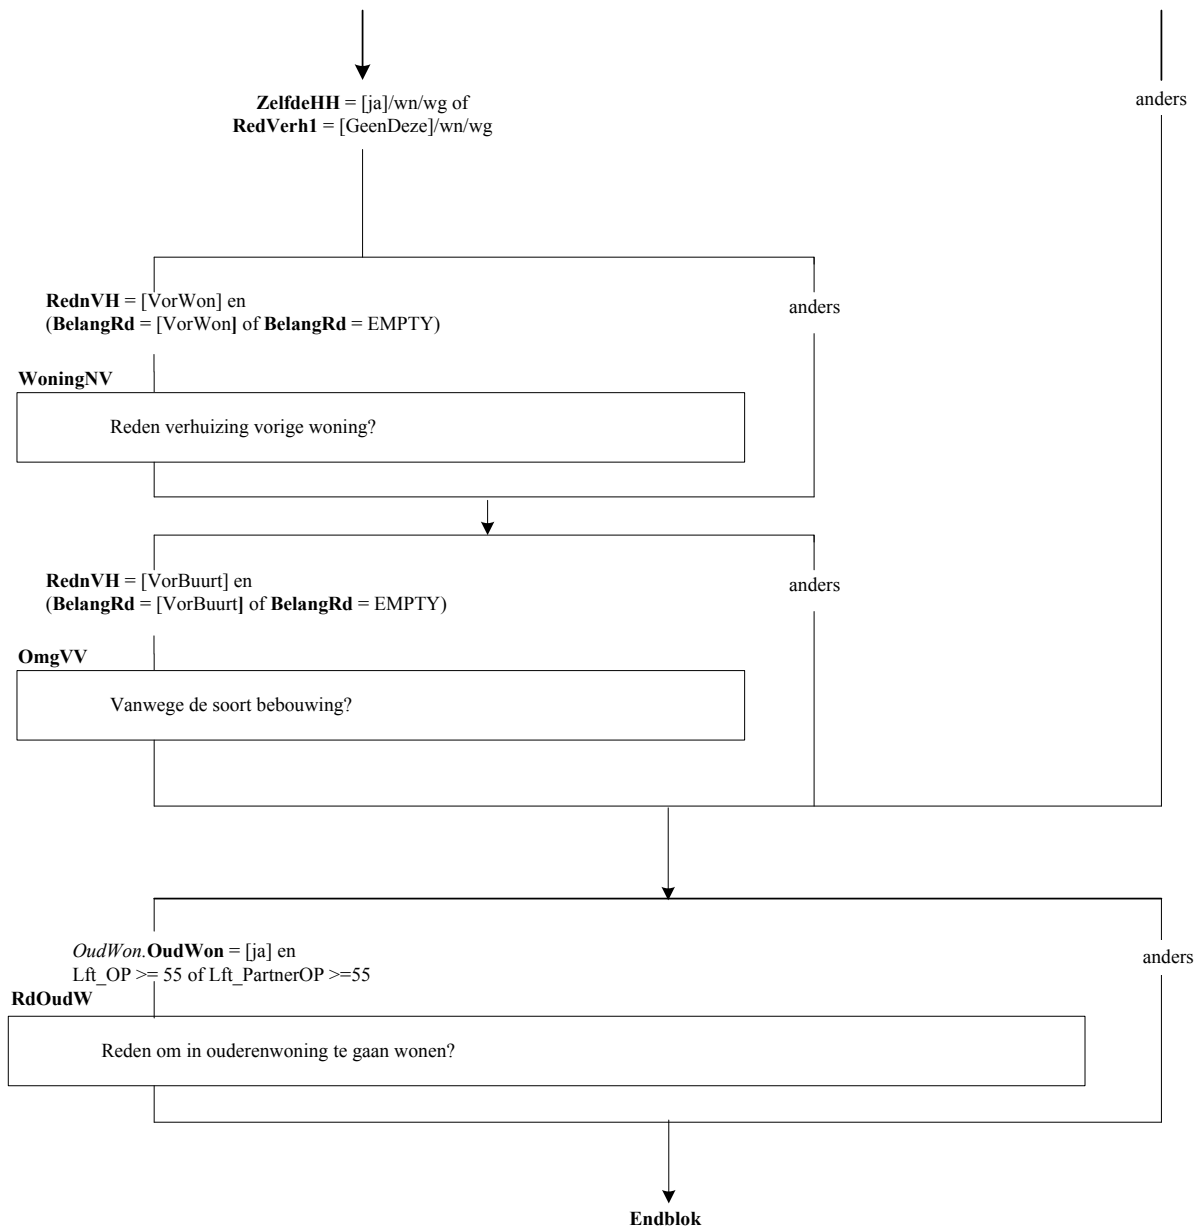 ZelfdeHH = [ja]/wn/wg of
RedVerh1 = [GeenDeze]/wn/wg
anders
RednVH = [VorWon] en
(BelangRd = [VorWon] of BelangRd = EMPTY)
anders
WoningNV
Reden verhuizing vorige woning?
RednVH = [VorBuurt] en
(BelangRd = [VorBuurt] of BelangRd = EMPTY)
anders
OmgVV
Vanwege de soort bebouwing?
OudWon.OudWon = [ja] en
Lft_OP >= 55 of Lft_PartnerOP >=55
anders
RdOudW
Reden om in ouderenwoning te gaan wonen?
Endblok